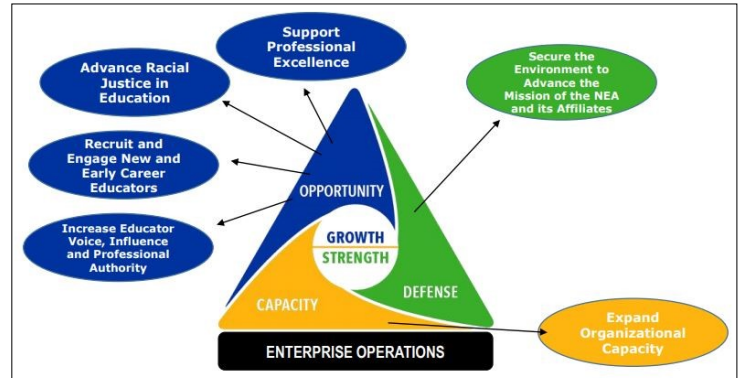 Support
Professional
Excellence
Advance Racial
Justice in
Education
Secure the
Environment to
Advance the
Mission of the NEA
and its Affiliates
Recruit and
Engage New and
Early Career
Educators
OPPORTUNITY
Increase Educator
Voice, Influence
and Professional
Authority
GROWTH
STRENGTH
CAPACITY
DEFENSE
Expand
Organizational
Capacity
ENTERPRISE OPERATIONS